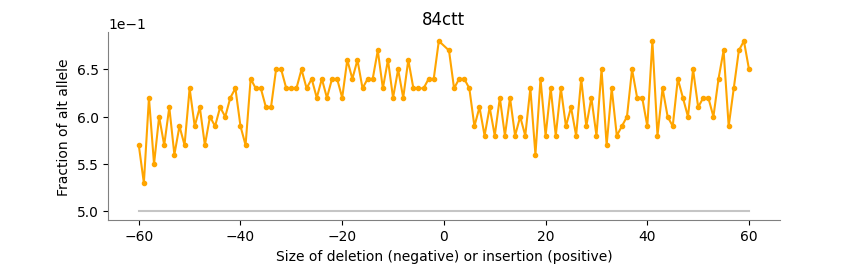 84ctt
1e−1
6.5
6.0
5.5
5.0
Fraction of alt allele
−60 −40 −20 0 20 40 60
Size of deletion (negative) or insertion (positive)